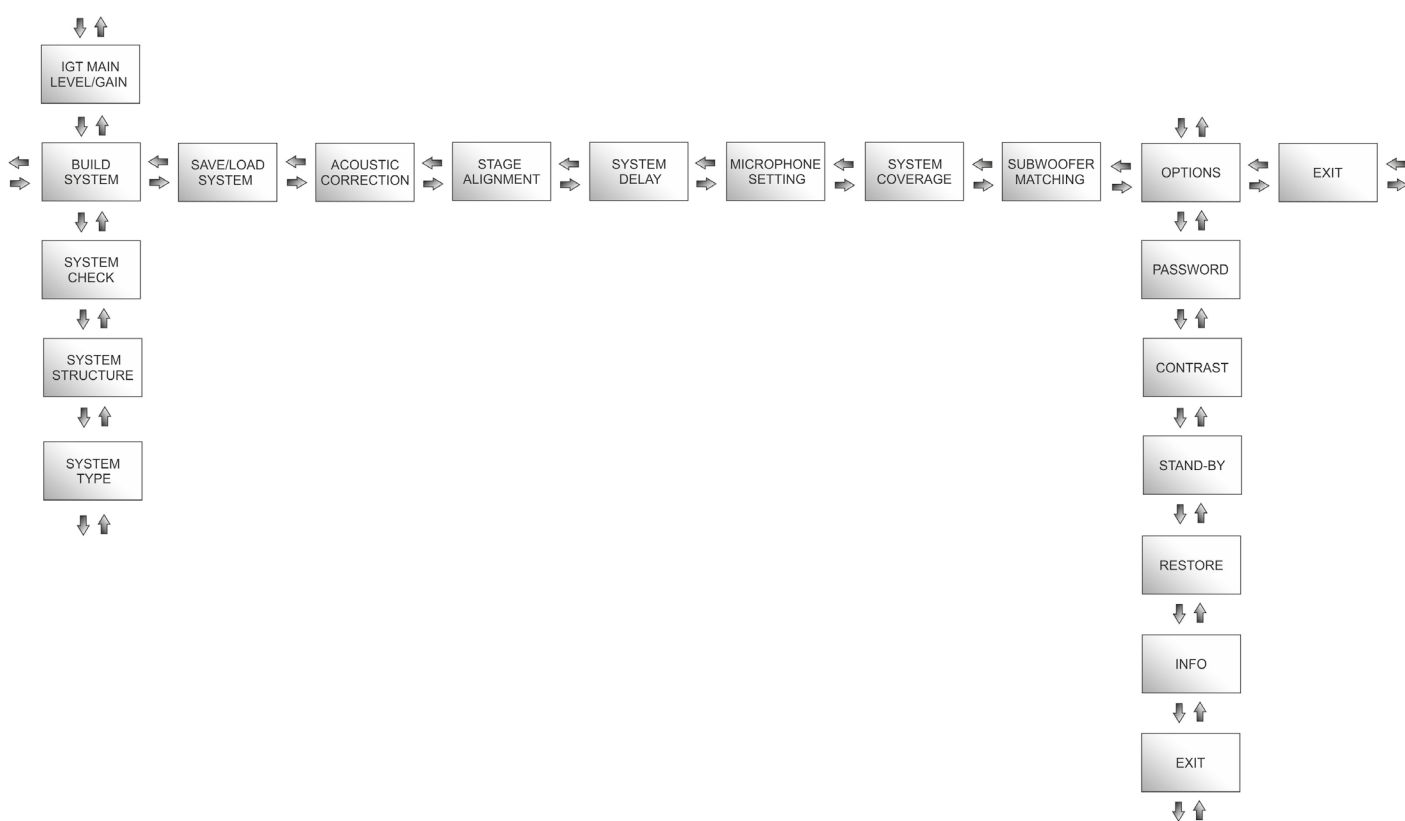 IGT MAIN
LEVEL/GAIN
BUILD
SYSTEM
SAVE/LOAD
SYSTEM
ACOUSTIC
CORRECTION
STAGE
ALIGNMENT
SYSTEM
DELAY
MICROPHONE
SETTING
SYSTEM
COVERAGE
SUBWOOFER
MATCHING
OPTIONS
EXIT
SYSTEM
CHECK
SYSTEM
STRUCTURE
SYSTEM
TYPE
PASSWORD
CONTRAST
STAND-BY
RESTORE
INFO
EXIT